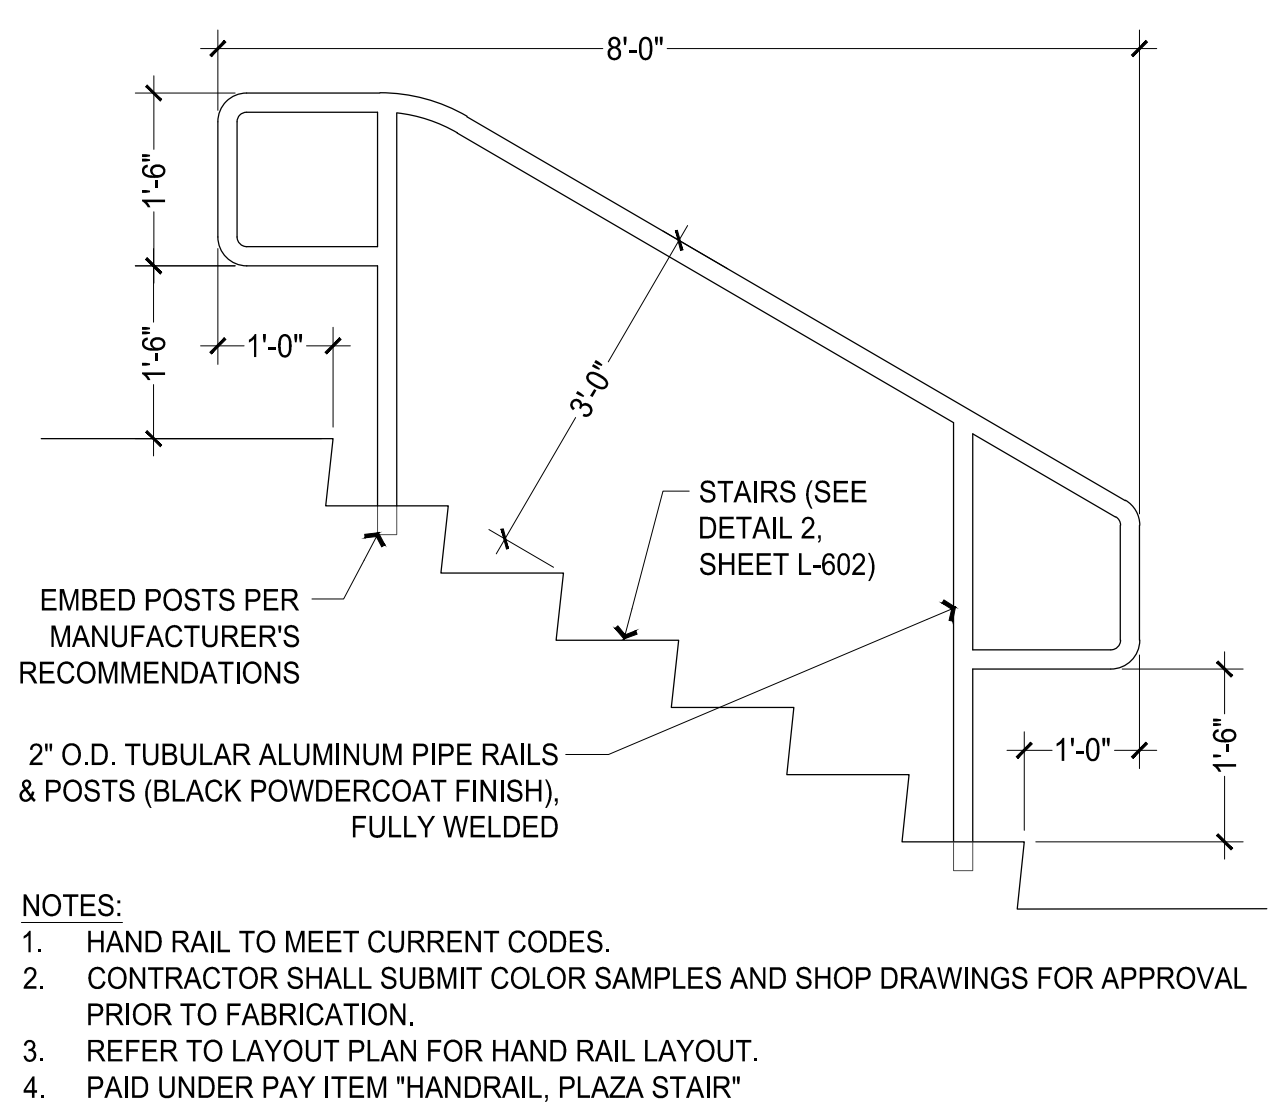 8'-0"
1'-6"
1'-6"
1'-0"
3'-0"
STAIRS (SEE
DETAIL 2,
SHEET L-602)
EMBED POSTS PER
MANUFACTURER'S
RECOMMENDATIONS
2" O.D. TUBULAR ALUMINUM PIPE RAILS
& POSTS (BLACK POWDERCOAT FINISH),
FULLY WELDED
1'-0"
1'-6"
NOTES:
1. HAND RAIL TO MEET CURRENT CODES.
2. CONTRACTOR SHALL SUBMIT COLOR SAMPLES AND SHOP DRAWINGS FOR APPROVAL
PRIOR TO FABRICATION.
3. REFER TO LAYOUT PLAN FOR HAND RAIL LAYOUT.
4. PAID UNDER PAY ITEM "HANDRAIL, PLAZA STAIR"